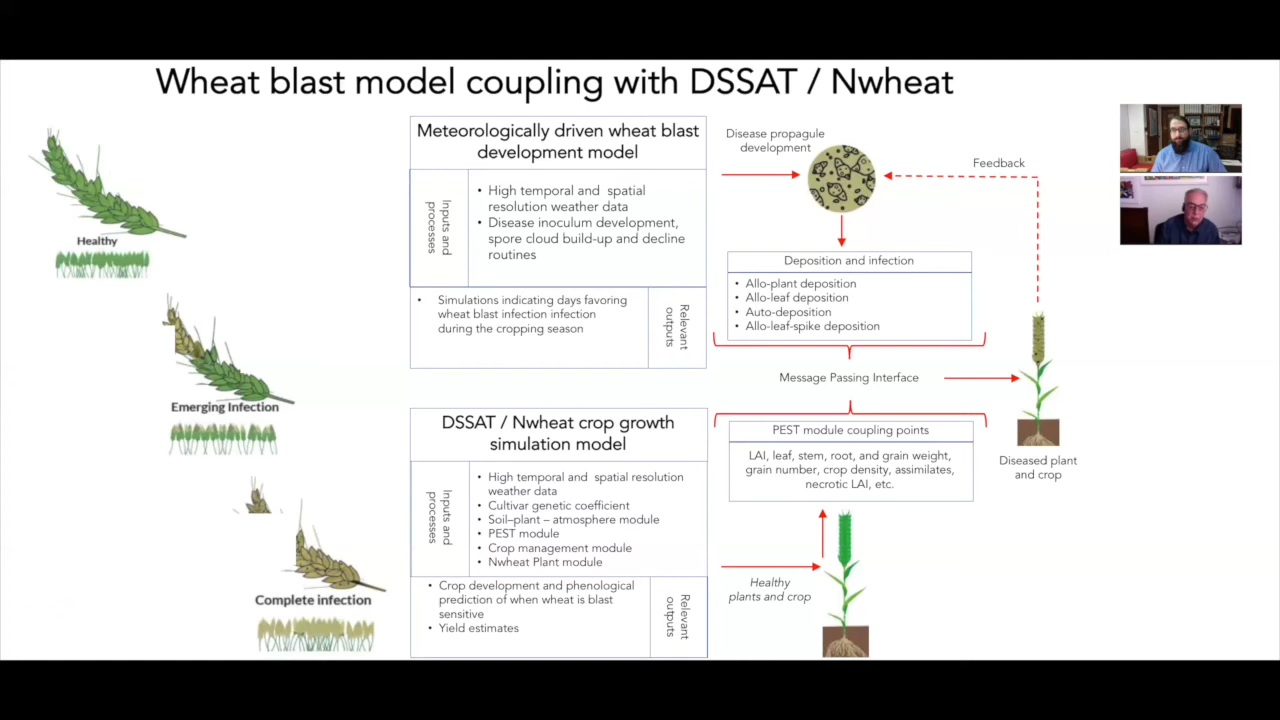 Wheat blast model coupling with DSSAT / Nwheat
Healthy
Emerging Infection
Complete infection
Meteorologically driven wheat blast
development model
Inputs and
processes
• High temporal and spatial
resolution weather data
• Disease inoculum development,
spore cloud build-up and decline
routines
• Simulations indicating days favoring
wheat blast infection infection
during the cropping season
Relevant
outputs
DSSAT / Nwheat crop growth
simulation model
Inputs and
processes
• High temporal and spatial resolution
weather data
• Cultivar genetic coefficient
• Soil–plant – atmosphere module
• PEST module
• Crop management module
• Nwheat Plant module
• Crop development and phenological
prediction of when wheat is blast
sensitive
• Yield estimates
Relevant
outputs
Disease propagule
development
Feedback
Deposition and infection
• Allo-plant deposition
• Allo-leaf deposition
• Auto-deposition
• Allo-leaf-spike deposition
Message Passing Interface
PEST module coupling points
LAI, leaf, stem, root, and grain weight,
grain number, crop density, assimilates,
necrotic LAI, etc.
Diseased plant
and crop
Healthy
plants and crop